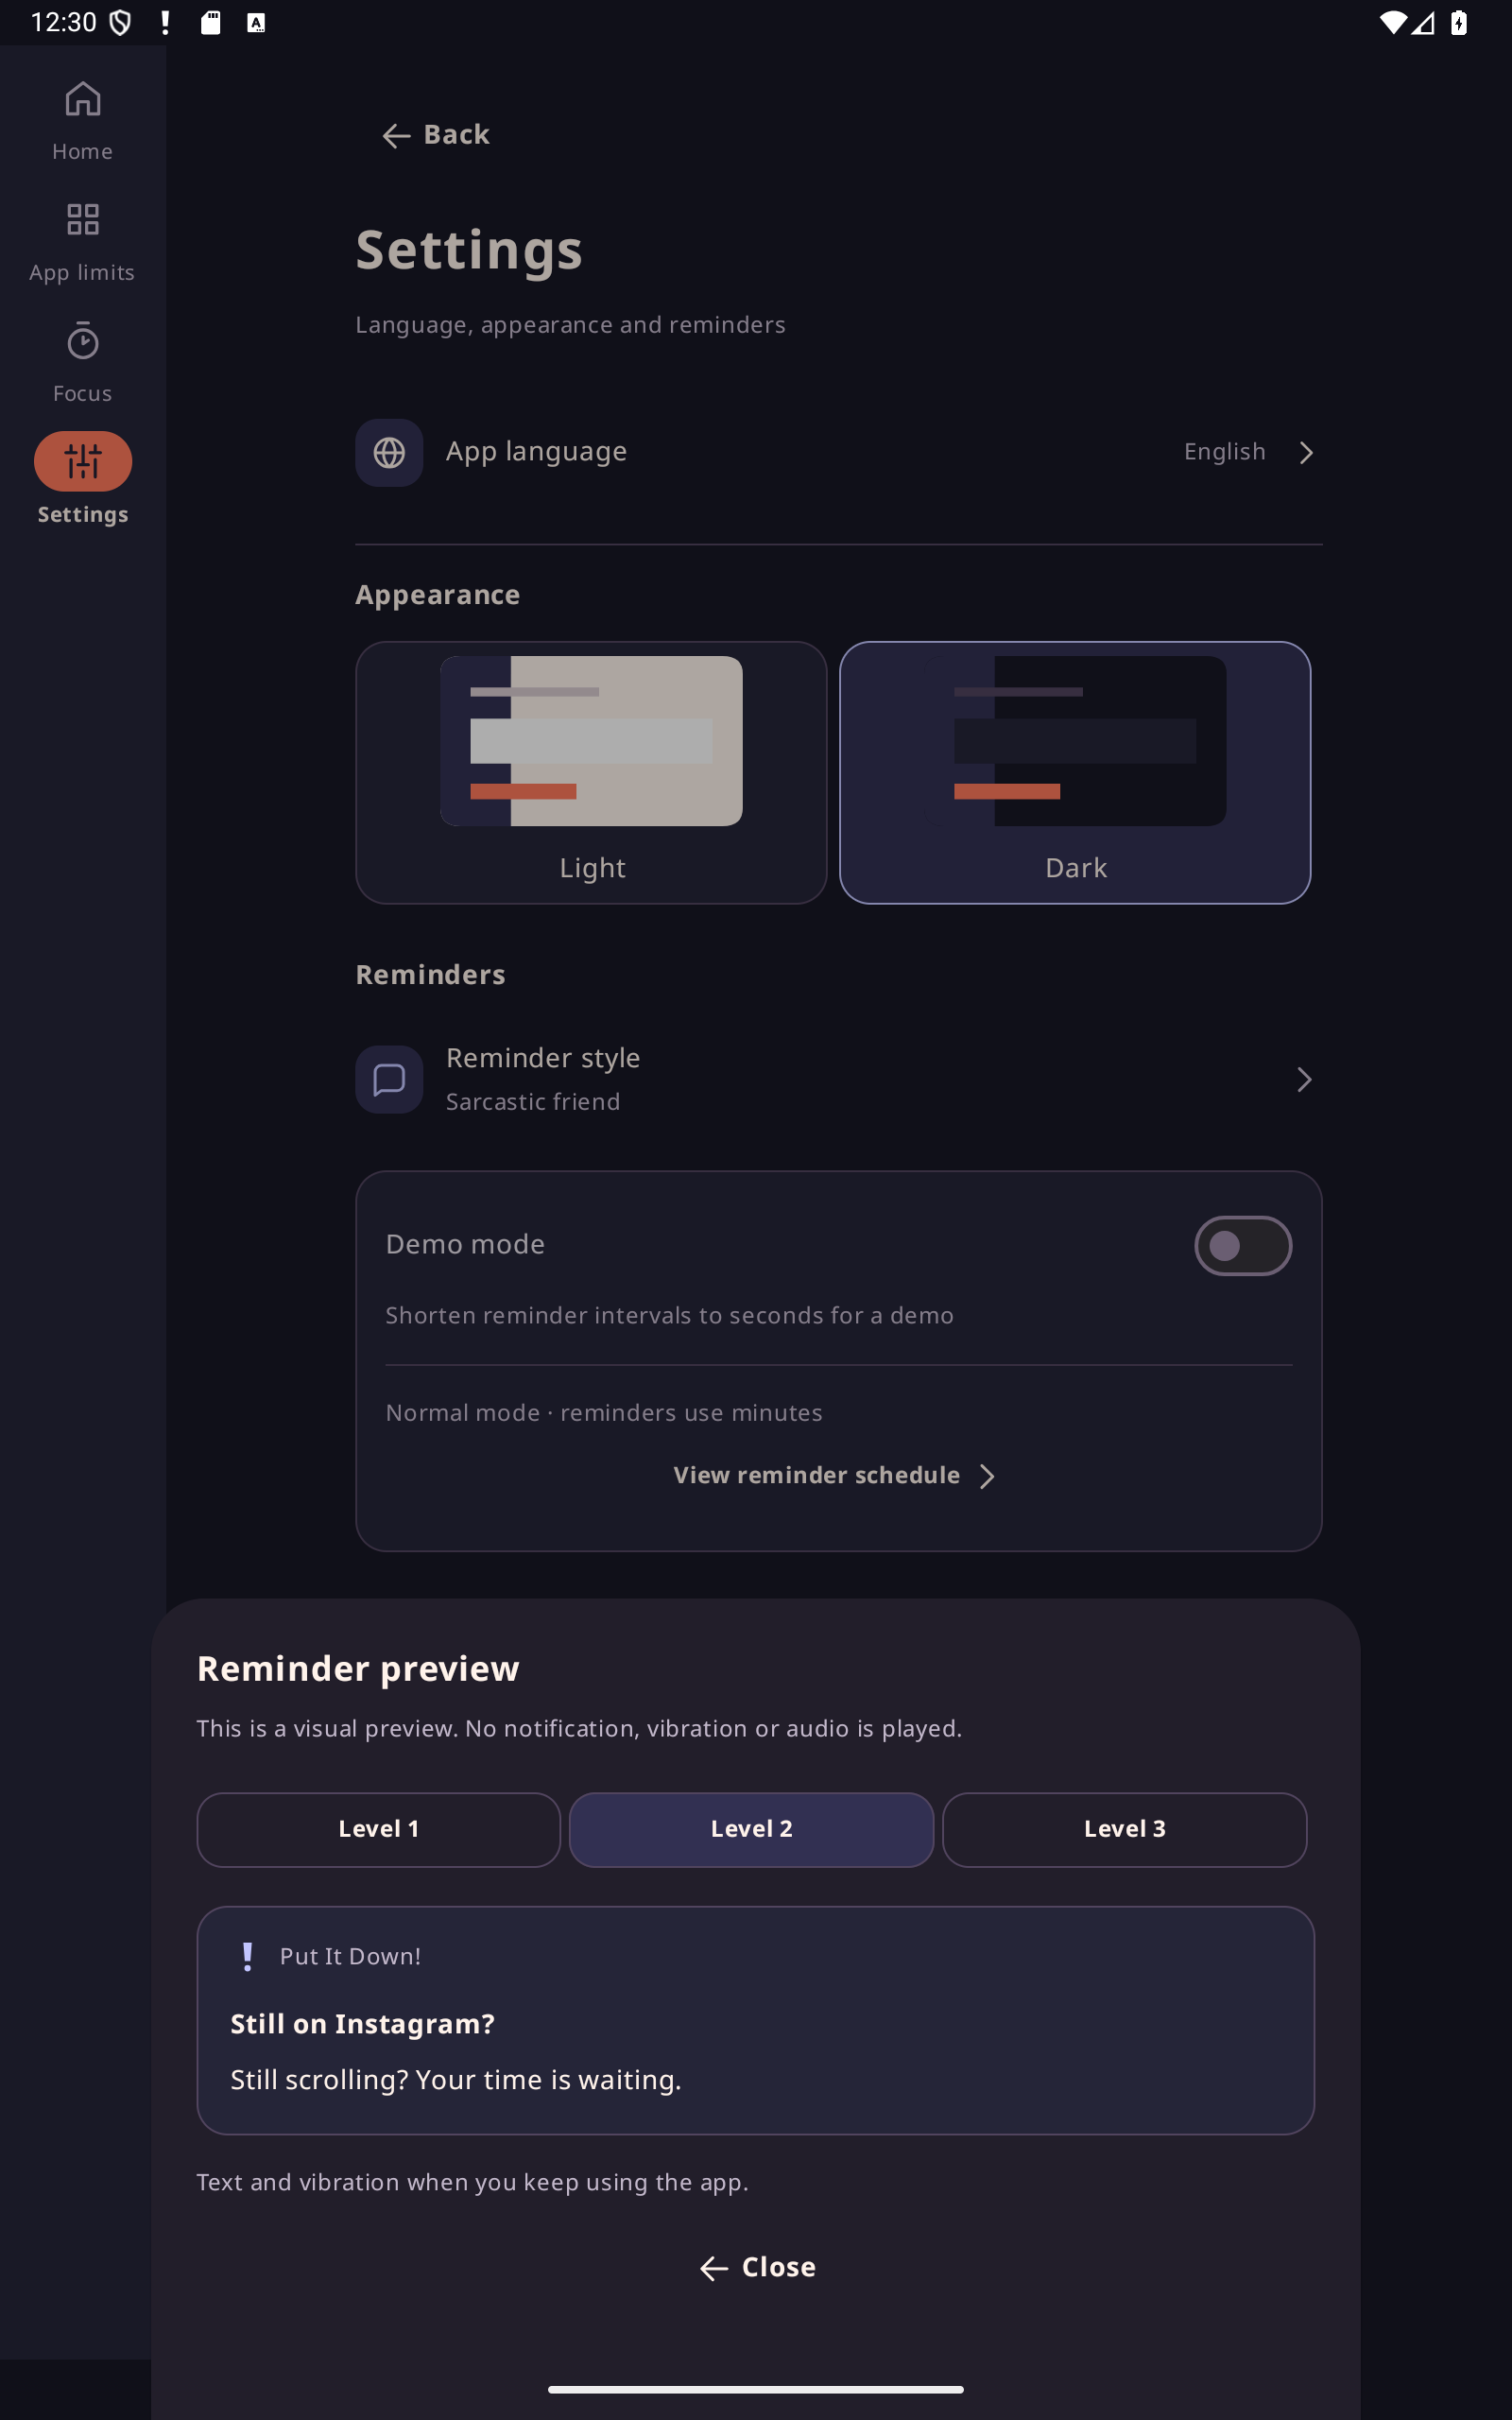 12:30
Home
App limits
Focus
Settings
Back
Settings
Language, appearance and reminders
App language
English
Appearance
Light
Dark
Reminders
Reminder style
Sarcastic friend
Demo mode
Shorten reminder intervals to seconds for a demo
Normal mode · reminders use minutes
View reminder schedule
Reminder preview
This is a visual preview. No notification, vibration or audio is played.
Level 1
Level 2
Level 3
Put It Down!
Still on Instagram?
Still scrolling? Your time is waiting.
Text and vibration when you keep using the app.
Close